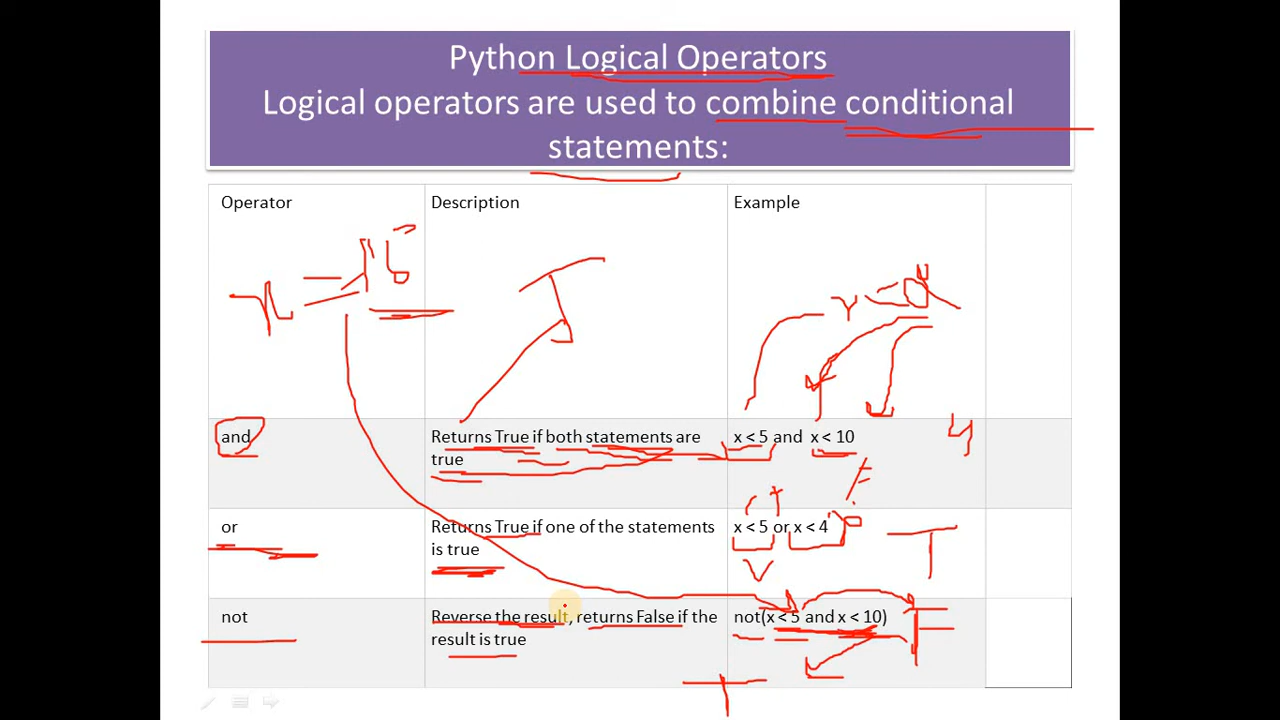 Python Logical Operators
Logical operators are used to combine conditional
statements:
Operator Description Example
and Returns True if both statements are x < 5 and x < 10
true
or Returns True if one of the statements x < 5 or x < 4
is true
not Reverse the result, returns False if the not(x < 5 and x < 10)
result is true